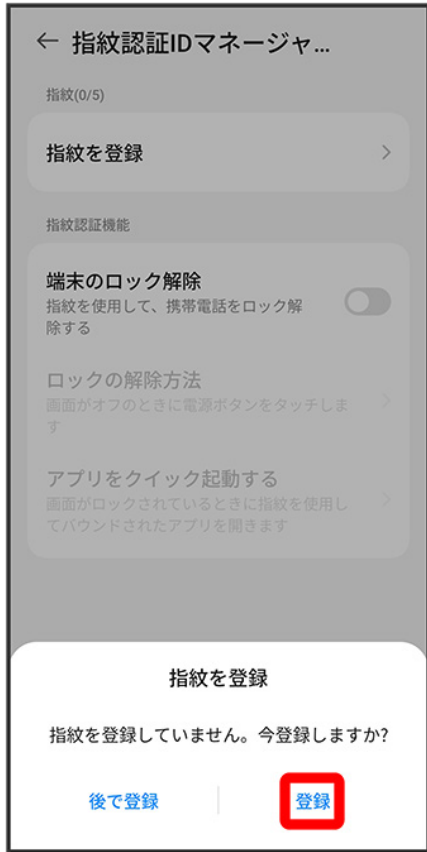 ← 指紋認証IDマネージャ...
指紋(0/5)
指紋を登録
指紋認証機能
端末のロック解除
指紋を使用して、携帯電話をロック解
除する
ロックの解除方法
画面がオフのときに電源ボタンをタッチしま
す
アプリをクイック起動する
画面がロックされているときに指紋を使用し
てバウンドされたアプリを開きます
指紋を登録
指紋を登録していません。今登録しますか?
後で登録
登録